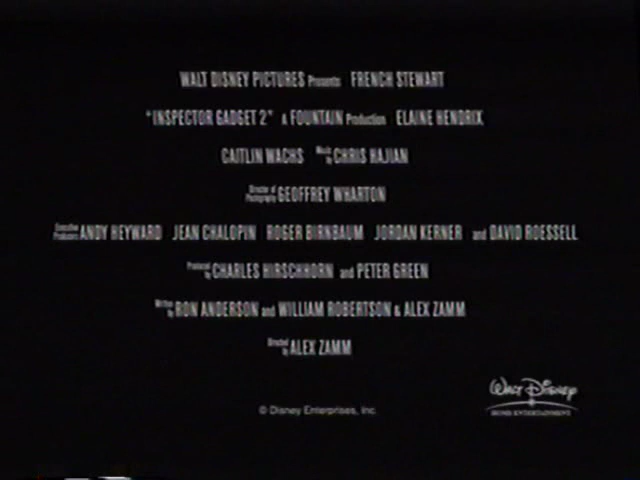 WALT DISNEY PICTURES Presents FRENCH STEWART
"INSPECTOR GADGET 2" A FOUNTAIN Production ELAINE HENDRIX
CAITLIN WACHS Music by CHRIS HAJIAN
Director of Photography GEOFFREY WHARTON
Executive Producers ANDY HEYWARD JEAN CHALOPIN ROGER BIRNBAUM JORDAN KERNER and DAVID ROESSELL
Produced by CHARLES HIRSCHHORN and PETER GREEN
Written by RON ANDERSON and WILLIAM ROBERTSON & ALEX ZAMM
Directed by ALEX ZAMM
WALT DISNEY
HOME ENTERTAINMENT
© Disney Enterprises, Inc.